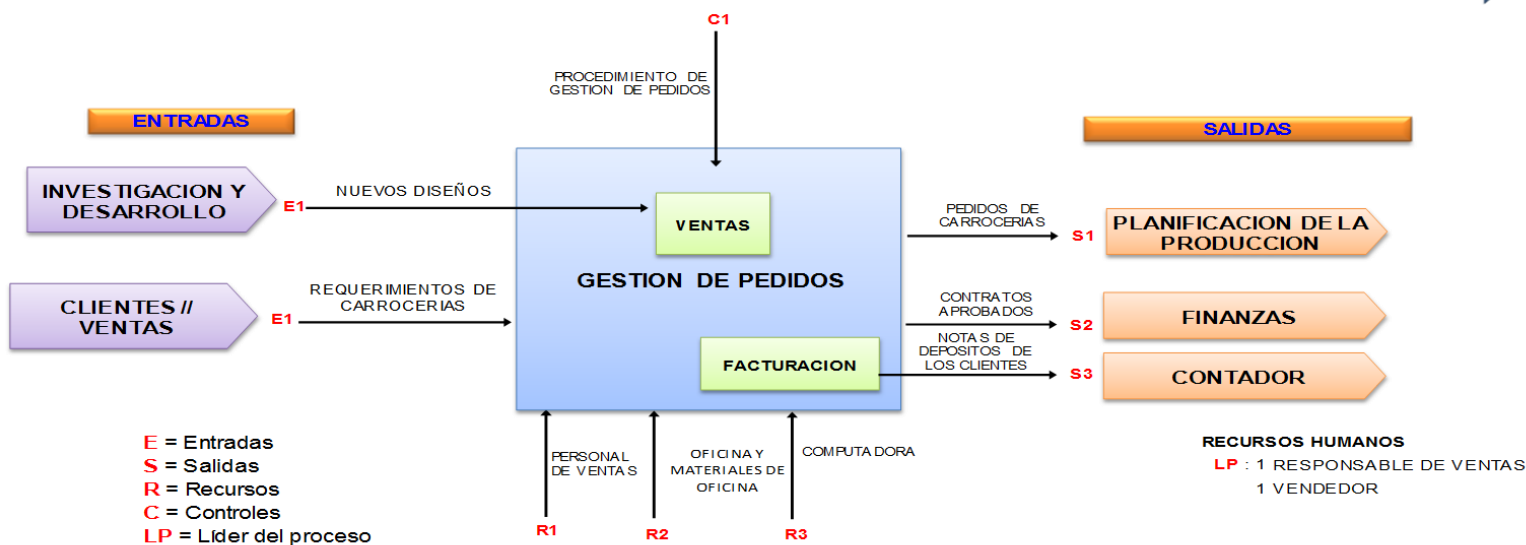 C1
PROCEDIMIENTO DE
GESTION DE PEDIDOS
ENTRADAS
SALIDAS
INVESTIGACION Y
DESARROLLO
E1
NUEVOS DISEÑOS
VENTAS
PEDIDOS DE
CARROCERIAS
S1
PLANIFICACION DE LA
PRODUCCION
GESTION DE PEDIDOS
CLIENTES //
VENTAS
E1
REQUERIMIENTOS DE
CARROCERIAS
CONTRATOS
APROBADOS
S2
FINANZAS
FACTURACION
NOTAS DE
DEPOSITOS DE
LOS CLIENTES
S3
CONTADOR
PERSONAL
DE VENTAS
R1
OFICINA Y
MATERIALES DE
OFICINA
R2
COMPUTADORA
R3
E = Entradas
S = Salidas
R = Recursos
C = Controles
LP = Líder del proceso
RECURSOS HUMANOS
LP : 1 RESPONSABLE DE VENTAS
1 VENDEDOR